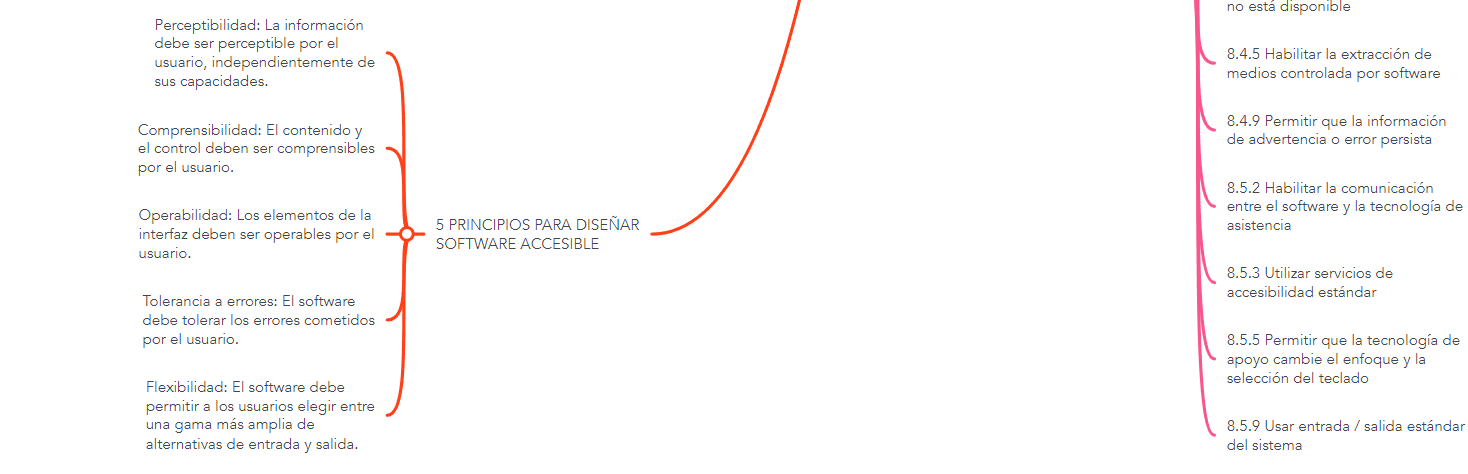 Perceptibilidad: La información
debe ser perceptible por el
usuario, independientemente de
sus capacidades.
Comprensibilidad: El contenido y
el control deben ser comprensibles
por el usuario.
Operabilidad: Los elementos de la
interfaz deben ser operables por el
usuario.
Tolerancia a errores: El software
debe tolerar los errores cometidos
por el usuario.
Flexibilidad: El software debe
permitir a los usuarios elegir entre
una gama más amplia de
alternativas de entrada y salida.
5 PRINCIPIOS PARA DISEÑAR
SOFTWARE ACCESIBLE
no está disponible
8.4.5 Habilitar la extracción de
medios controlada por software
8.4.9 Permitir que la información
de advertencia o error persista
8.5.2 Habilitar la comunicación
entre el software y la tecnología de
asistencia
8.5.3 Utilizar servicios de
accesibilidad estándar
8.5.5 Permitir que la tecnología de
apoyo cambie el enfoque y la
selección del teclado
8.5.9 Usar entrada / salida estándar
del sistema